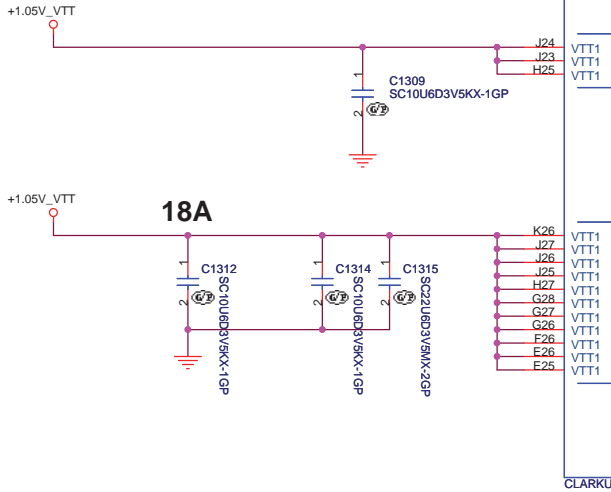 +1.05V_VTT
J24 VTT1
J23 VTT1
H25 VTT1
1
C1309
SC10U6D3V5KX-1GP
2 G/P
+1.05V_VTT
18A
K26 VTT1
J27 VTT1
J26 VTT1
J25 VTT1
H27 VTT1
G28 VTT1
G27 VTT1
G26 VTT1
F26 VTT1
E26 VTT1
E25 VTT1
1 C1312
2 G/P
SC10U6D3V5KX-1GP
1 C1314
2 G/P
SC10U6D3V5KX-1GP
1 C1315
2 G/P
SC22U6D3V5MX-2GP
CLARKU